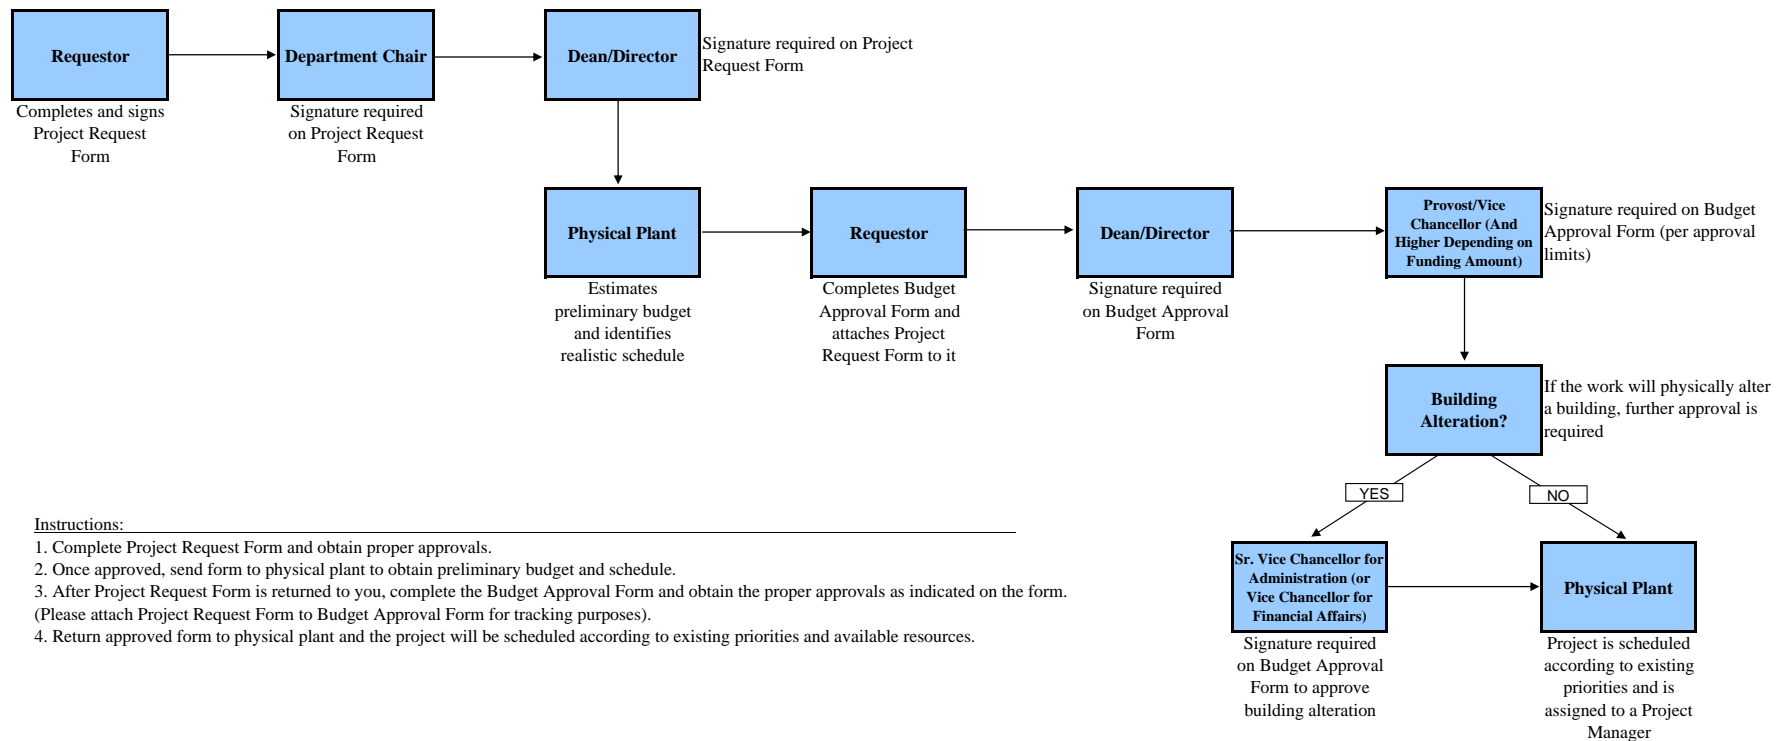 Requestor
Completes and signs
Project Request
Form
Department Chair
Signature required
on Project Request
Form
Dean/Director
Signature required on Project
Request Form
Physical Plant
Estimates
preliminary budget
and identifies
realistic schedule
Requestor
Completes Budget
Approval Form and
attaches Project
Request Form to it
Dean/Director
Signature required
on Budget Approval
Form
Provost/Vice
Chancellor (And
Higher Depending on
Funding Amount)
Signature required on Budget
Approval Form (per approval
limits)
Building
Alteration?
If the work will physically alter
a building, further approval is
required
YES
NO
Sr. Vice Chancellor for
Administration (or
Vice Chancellor for
Financial Affairs)
Signature required
on Budget Approval
Form to approve
building alteration
Physical Plant
Project is scheduled
according to existing
priorities and is
assigned to a Project
Manager
Instructions:
1. Complete Project Request Form and obtain proper approvals.
2. Once approved, send form to physical plant to obtain preliminary budget and schedule.
3. After Project Request Form is returned to you, complete the Budget Approval Form and obtain the proper approvals as indicated on the form.
(Please attach Project Request Form to Budget Approval Form for tracking purposes).
4. Return approved form to physical plant and the project will be scheduled according to existing priorities and available resources.